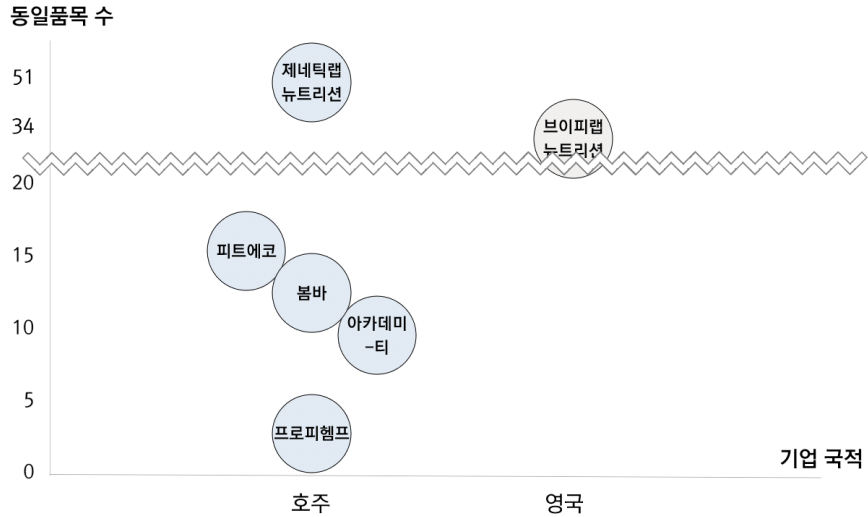 동일품목 수
51
제네틱랩
뉴트리션
34
브이피랩
뉴트리션
20
15
피트에코
봄바
10
아카데미
-티
5
프로피헴프
0
기업 국적
호주
영국